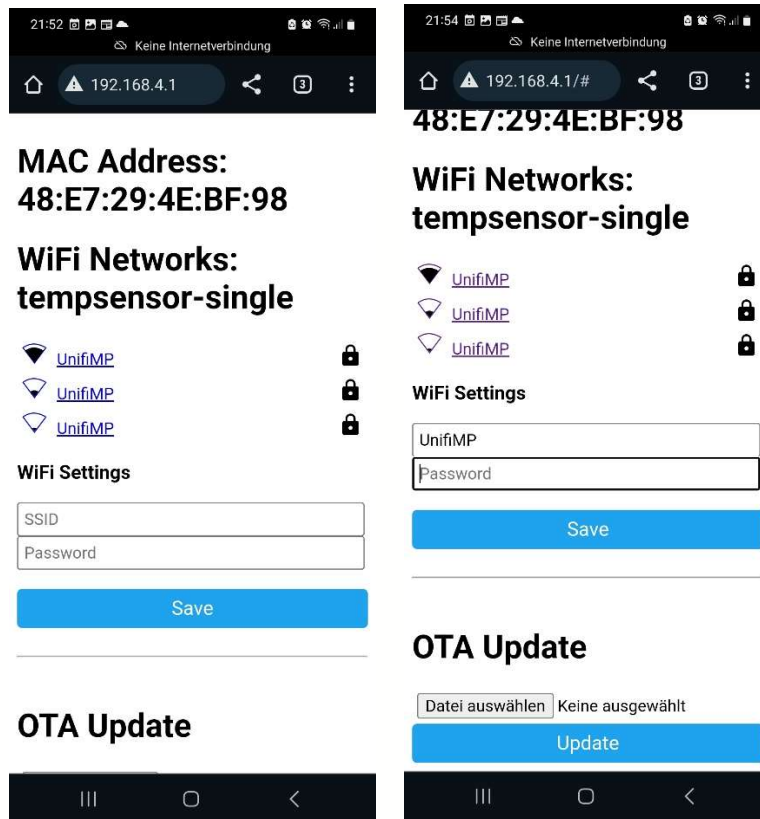 21:52
Keine Internetverbindung
192.168.4.1
3
MAC Address:
48:E7:29:4E:BF:98
WiFi Networks:
tempsensor-single
UnifiMP
UnifiMP
UnifiMP
WiFi Settings
SSID
Password
Save
OTA Update
21:54
Keine Internetverbindung
192.168.4.1/#
3
48:E7:29:4E:BF:98
WiFi Networks:
tempsensor-single
UnifiMP
UnifiMP
UnifiMP
WiFi Settings
UnifiMP
Password
Save
OTA Update
Datei auswählen Keine ausgewählt
Update